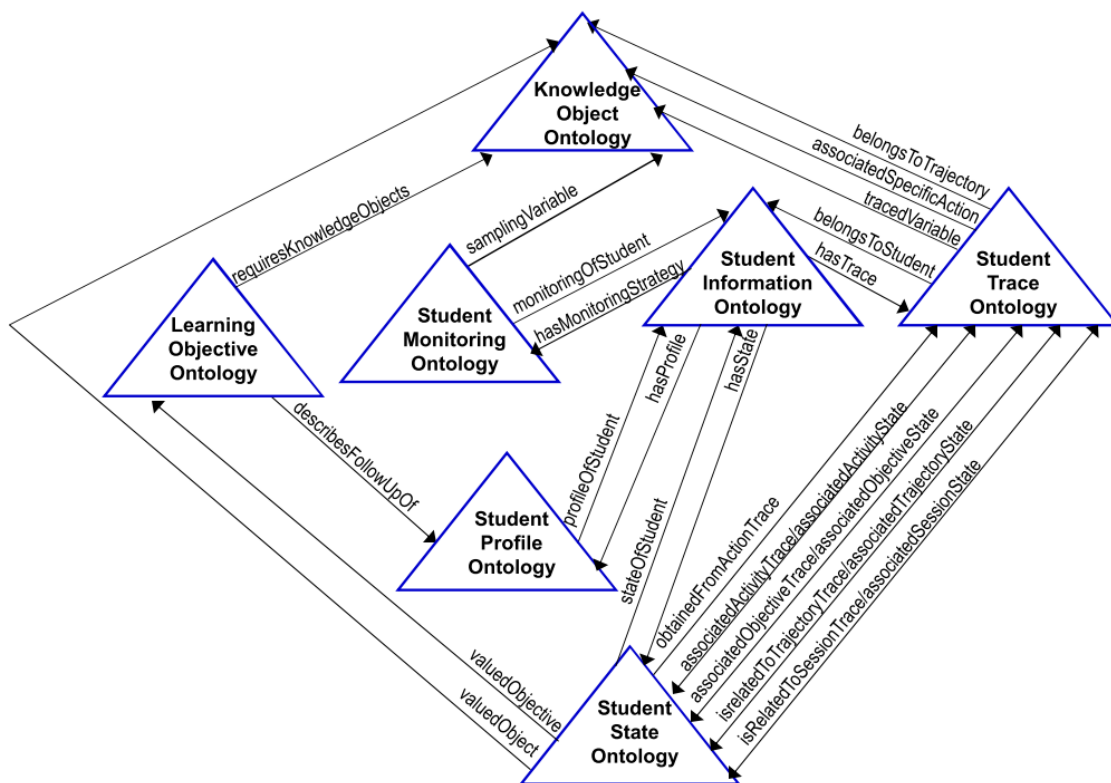 Knowledge
Object
Ontology
belongsToTrajectory
associatedSpecificAction
tracedVariable
requiresKnowledgeObjects
samplingVariable
monitoringOfStudent
hasMonitoringStrategy
belongsToStudent
hasTrace
Student
Information
Ontology
Student
Trace
Ontology
Learning
Objective
Ontology
Student
Monitoring
Ontology
describesFollowUpOf
profileOfStudent
hasProfile
stateOfStudent
hasState
Student
Profile
Ontology
obtainedFromActionTrace
associatedActivityTrace/associatedActivityState
associatedObjectiveTrace/associatedObjectiveState
isrelatedToTrajectoryTrace/associatedTrajectoryState
isRelatedToSessionTrace/associatedSessionState
valuedObjective
valuedObject
Student
State
Ontology